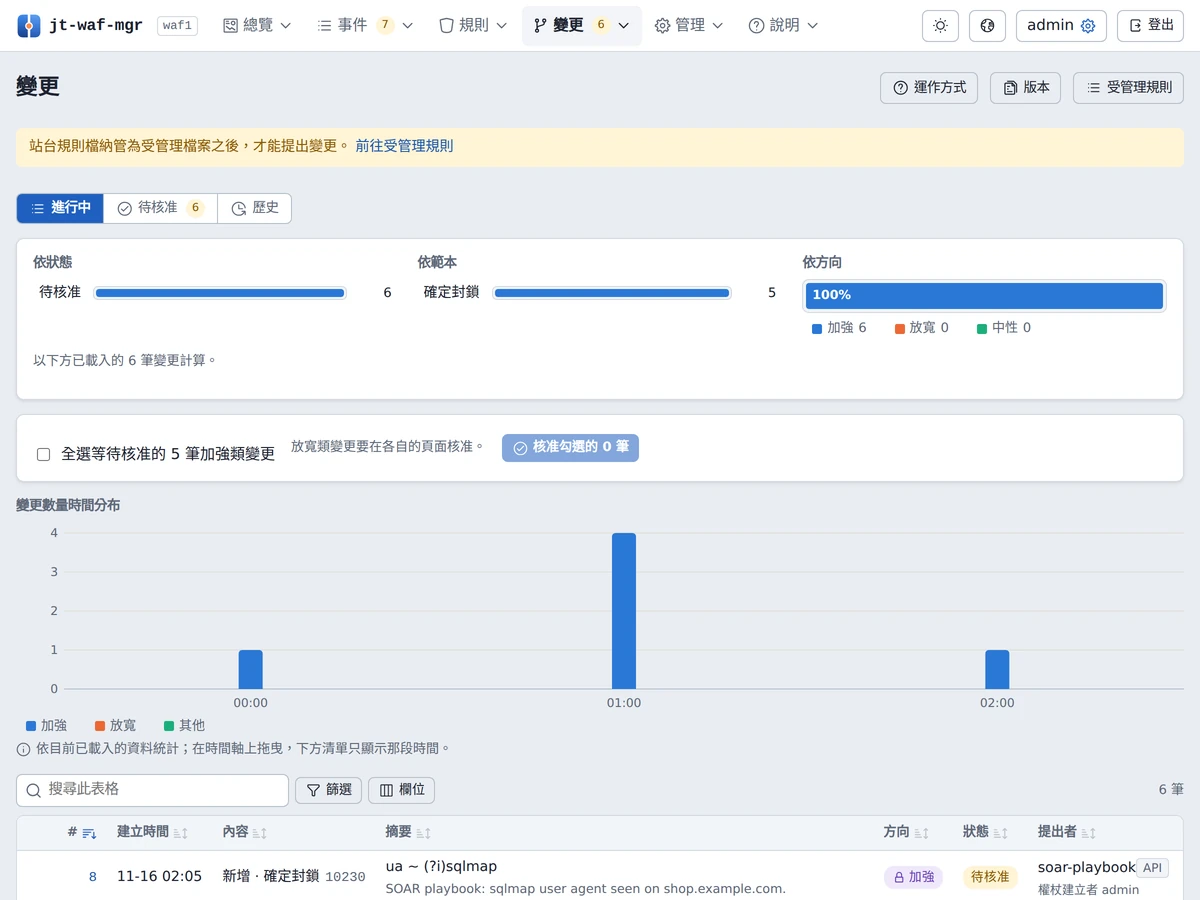 jt-waf-mgr waf1 總覽 事件 7 規則 變更 6 管理 說明 admin 登出
變更 運作方式 版本 受管理規則
站台規則檔納管為受管理檔案之後，才能提出變更。 前往受管理規則
進行中 待核准 6 歷史
依狀態 依範本 依方向
待核准 6 確定封鎖 5 100%
加強 6 放寬 0 中性 0
以下方已載入的 6 筆變更計算。
全選等待核准的 5 筆加強類變更 放寬類變更要在各自的頁面核准。 核准勾選的 0 筆
變更數量時間分布
4
3
2
1
0
00:00 01:00 02:00
加強 放寬 其他
依目前已載入的資料統計；在時間軸上拖曳，下方清單只顯示那段時間。
搜尋此表格 篩選 欄位 6 筆
# 建立時間 內容 摘要 方向 狀態 提出者
8 11-16 02:05 新增 · 確定封鎖 10230 ua ~ (?i)sqlmap 加強 待核准 soar-playbook API
SOAR playbook: sqlmap user agent seen on shop.example.com. 權杖建立者 admin